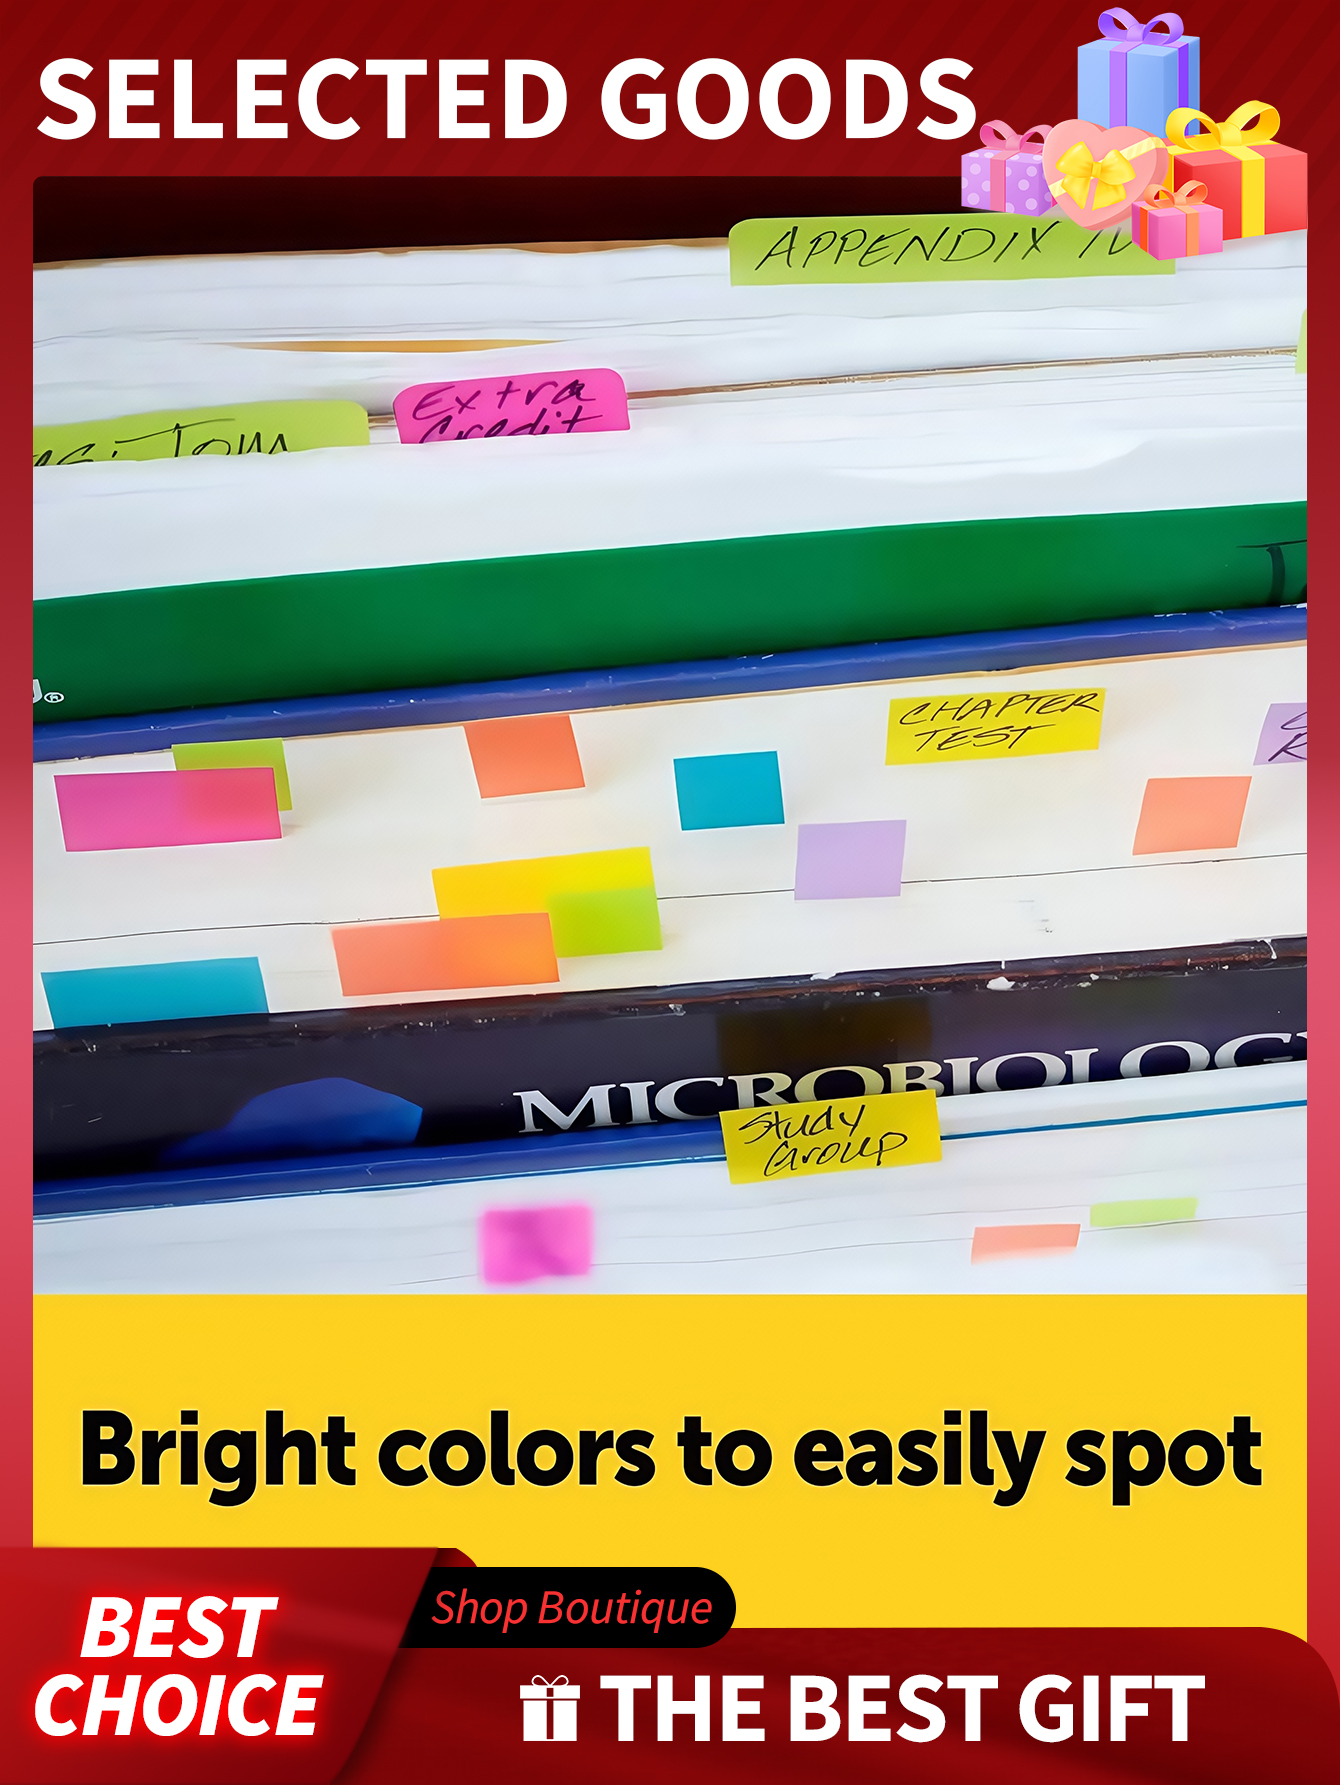 SELECTED GOODS
APPENDIX
Extra
Credit
Tom
®
CHAPTER
TEST
MICROBIOLOG
Study
Group
Bright colors to easily spot
Shop Boutique
BEST
CHOICE
THE BEST GIFT